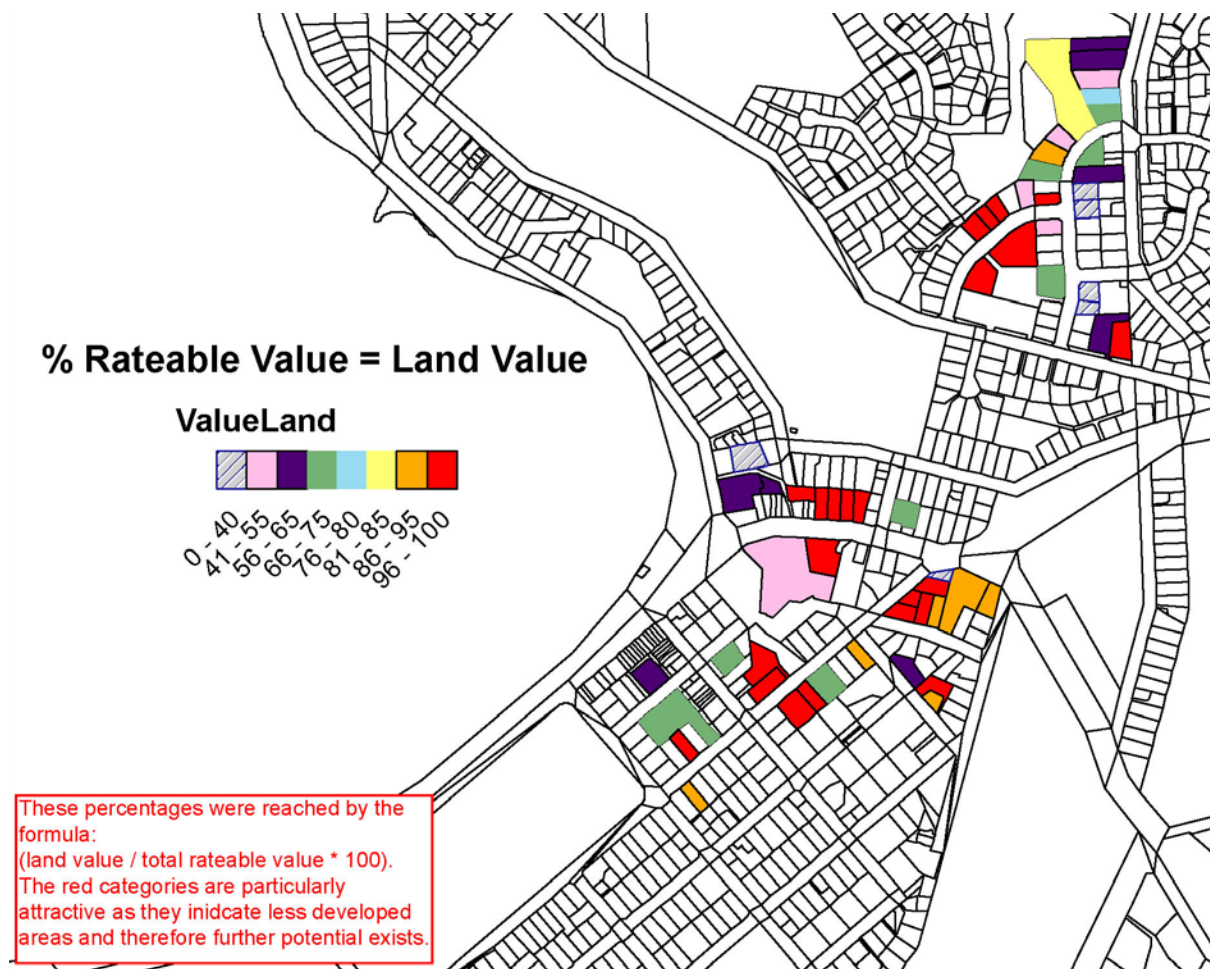 % Rateable Value = Land Value
ValueLand
0 - 40
41 - 55
56 - 65
66 - 75
76 - 80
81 - 85
86 - 95
96 - 100
These percentages were reached by the
formula:
(land value / total rateable value * 100).
The red categories are particularly
attractive as they inidcate less developed
areas and therefore further potential exists.